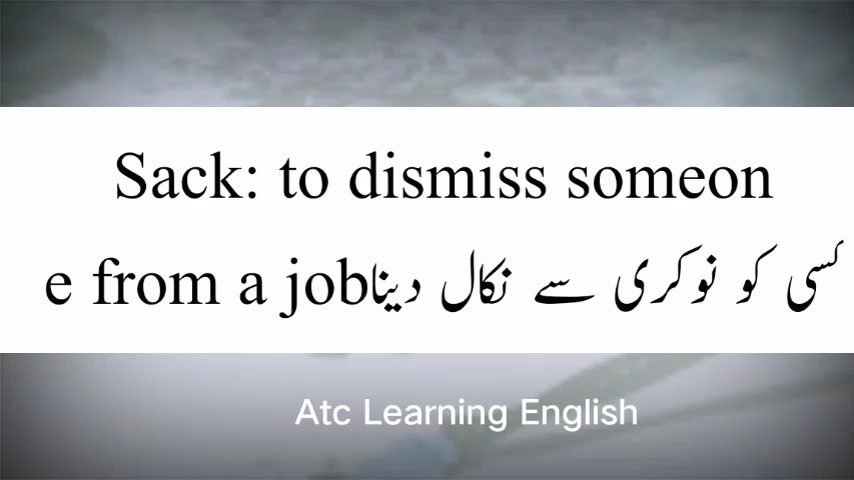 Sack: to dismiss someon
e from a jobکسی کو نوکری سے نکال دینا
Atc Learning English